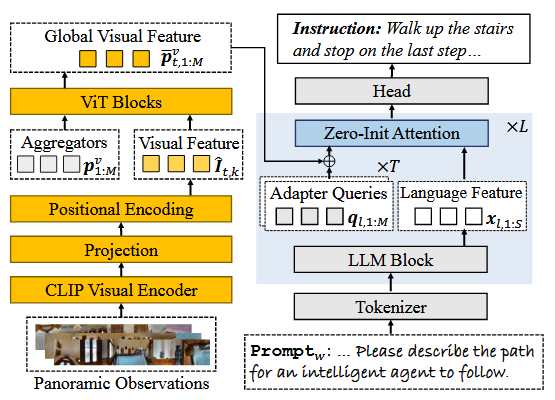 Global Visual Feature
p̄ᵛₜ,₁:M
ViT Blocks
Aggregators
pᵛ₁:M
Visual Feature
Îₜ,ₖ
Positional Encoding
Projection
CLIP Visual Encoder
Panoramic Observations
Instruction: Walk up the stairs
and stop on the last step…
Head
Zero-Init Attention
×L
×T
Adapter Queries
qₗ,₁:M
Language Feature
xₗ,₁:S
LLM Block
Tokenizer
Promptw: … Please describe the path
for an intelligent agent to follow.